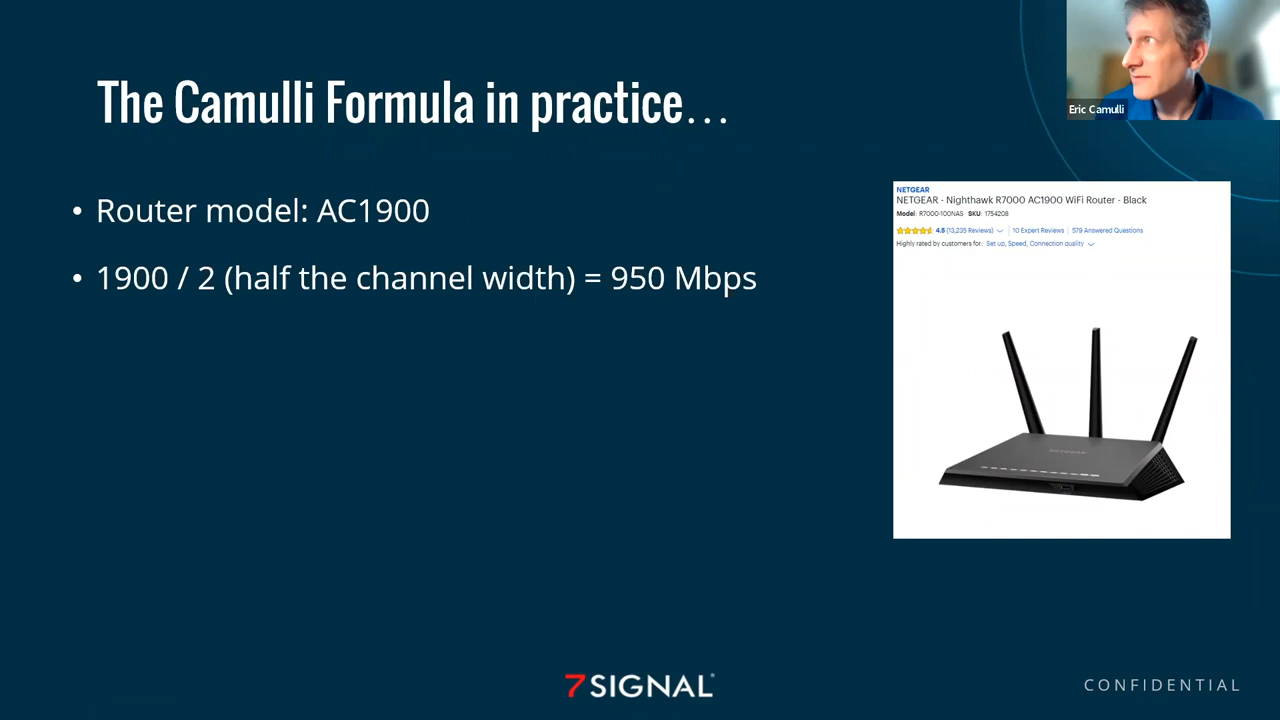 The Camulli Formula in practice...
Eric Camulli
• Router model: AC1900
• 1900 / 2 (half the channel width) = 950 Mbps
NETGEAR
NETGEAR - Nighthawk R7000 AC1900 WiFi Router - Black
Model: R7000-100NAS SKU: 1754208
4.5 (13,235 Reviews) | 10 Expert Reviews | 579 Answered Questions
Highly rated by customers for: Set up, Speed, Connection quality
NETGEAR
7SIGNAL®
CONFIDENTIAL